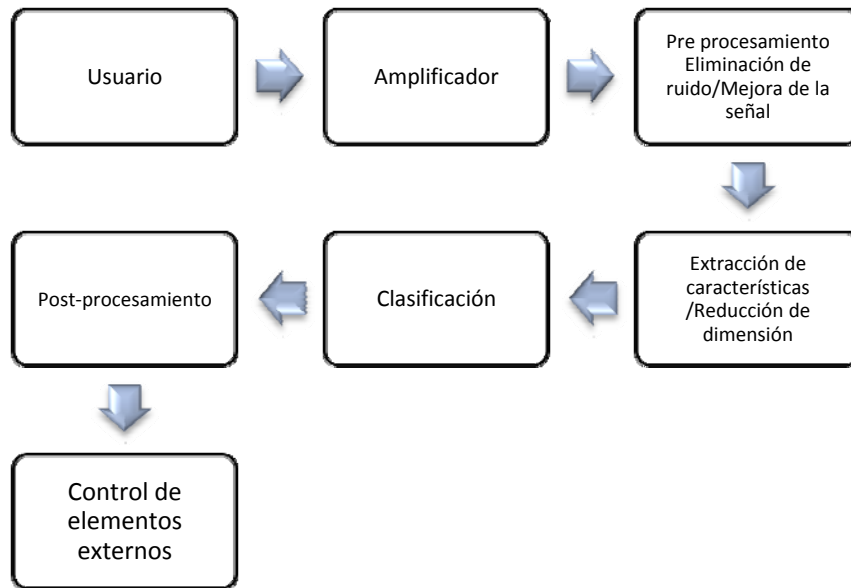 Usuario
Amplificador
Pre procesamiento
Eliminación de
ruido/Mejora de la
señal
Extracción de
características
/Reducción de
dimensión
Clasificación
Post-procesamiento
Control de
elementos
externos